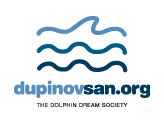 dupinovsan.org
THE DOLPHIN DREAM SOCIETY